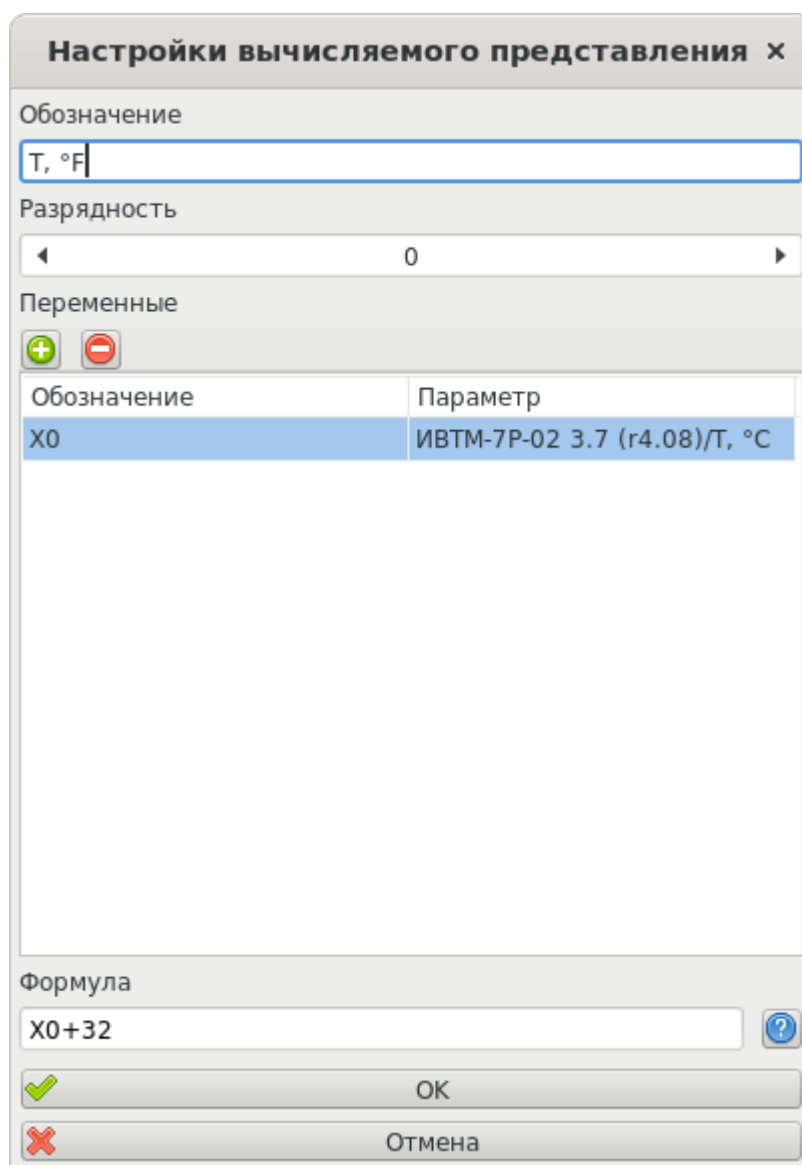 Настройки вычисляемого представления ×
Обозначение
T, °F
Разрядность
0
Переменные
Обозначение Параметр
X0 ИВТМ-7Р-02 3.7 (r4.08)/T, °C
Формула
X0+32
ОК
Отмена